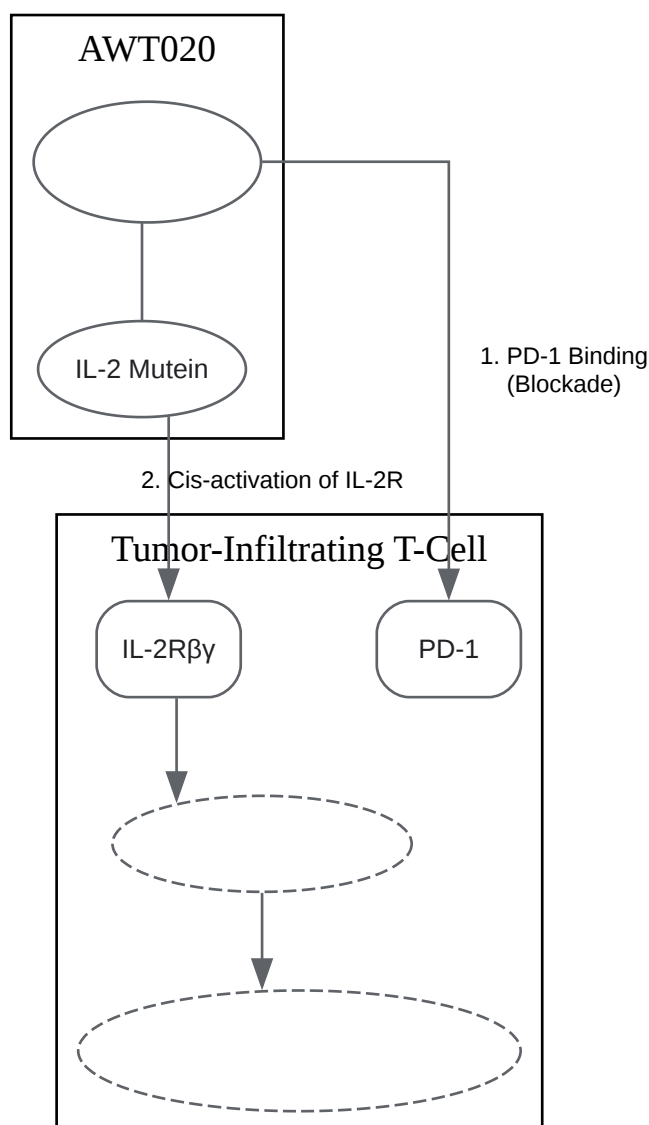 AWT020
IL-2 Mutein
1. PD-1 Binding
(Blockade)
2. Cis-activation of IL-2R
Tumor-Infiltrating T-Cell
IL-2Rβγ
PD-1